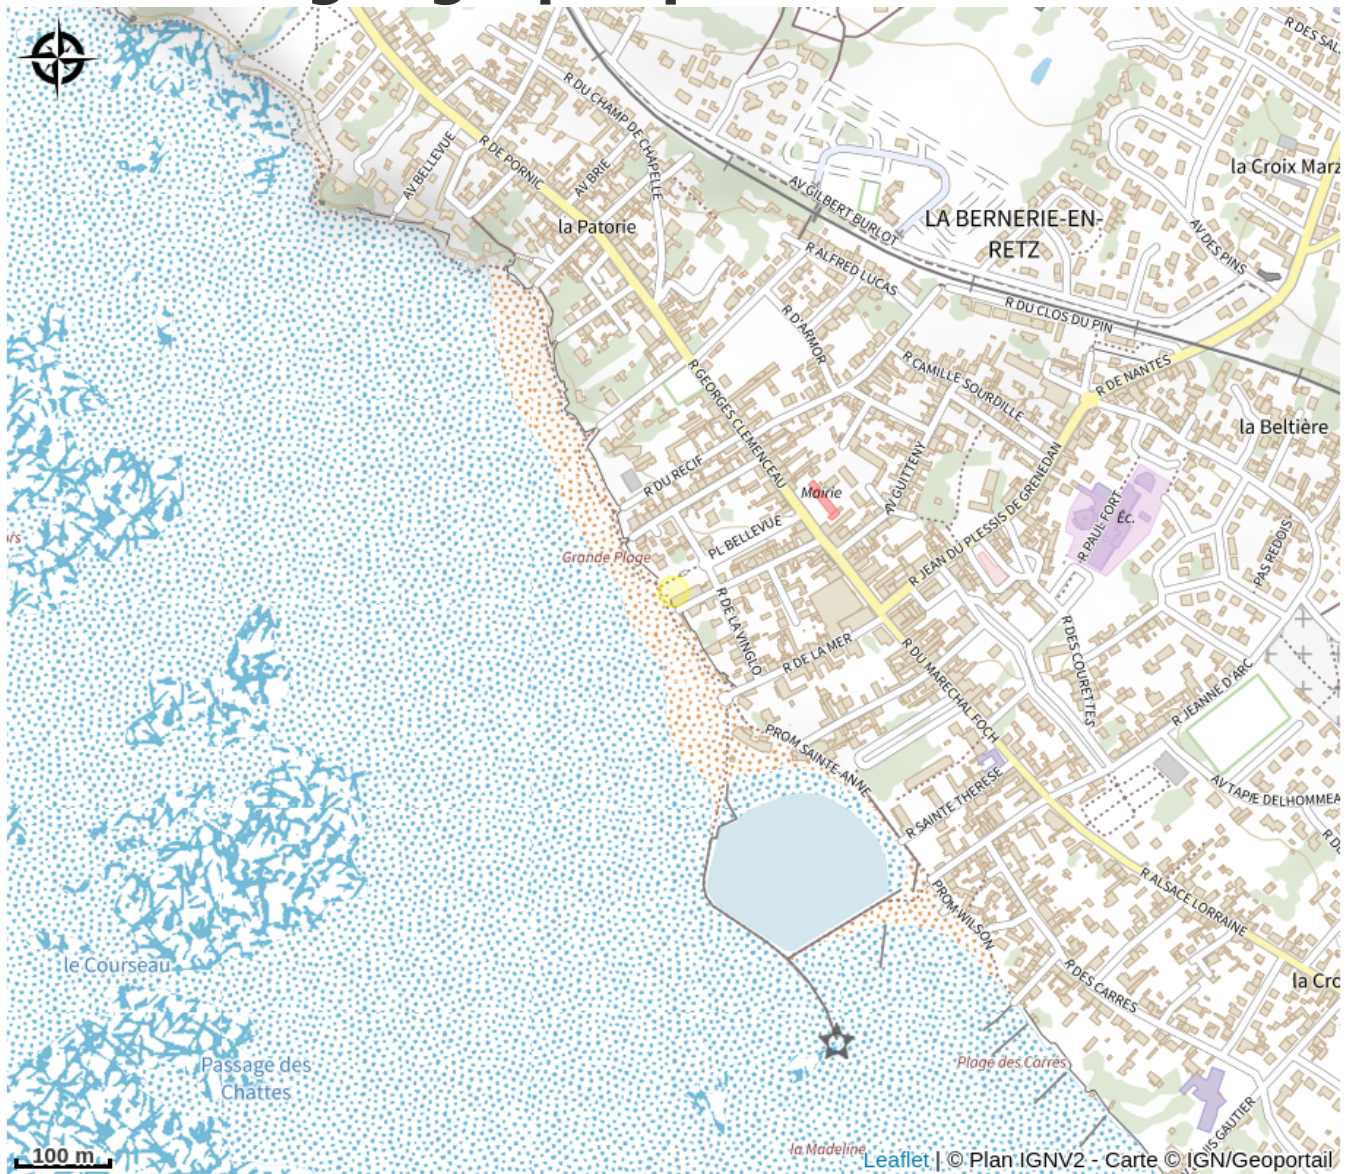 R DES SAL
R DU CHAMP DE CHAPELLE
R DE PORNIC
AV BELLEVUE
AV BRIE
la Croix Marz
AV GILBERT BURLOT
la Patorie
LA BERNERIE-EN-
RETZ
AV DES PINS
R ALFRED LUCAS
R DU CLOS DU PIN
R D'ARMOR
R GEORGES CLEMENCEAU
R CAMILLE SOURDILLE
R DE NANTES
la Beltière
R DU RECIF
Mairie
AV GUITTENY
R JEAN DU PLESSIS DE GRENEDAN
R PAUL FORT
Éc.
PL BELLEVUE
Grande Plage
PAS REDOIS
R DE LA VINGLO
R DE LA MER
R DES COURETTES
R DU MARECHAL FOCH
R JEANNE D'ARC
PROM SAINTE-ANNE
R SAINTE THERESE
AV TAPIE DELHOMMEA
R ALSACE LORRAINE
PROM WILSON
le Courseau
R DES CARRES
la Cro
Passage des
Chattes
Plage des Carrés
UIS GAUTIER
la Madeline
100 m
Leaflet | © Plan IGNV2 - Carte © IGN/Geoportail